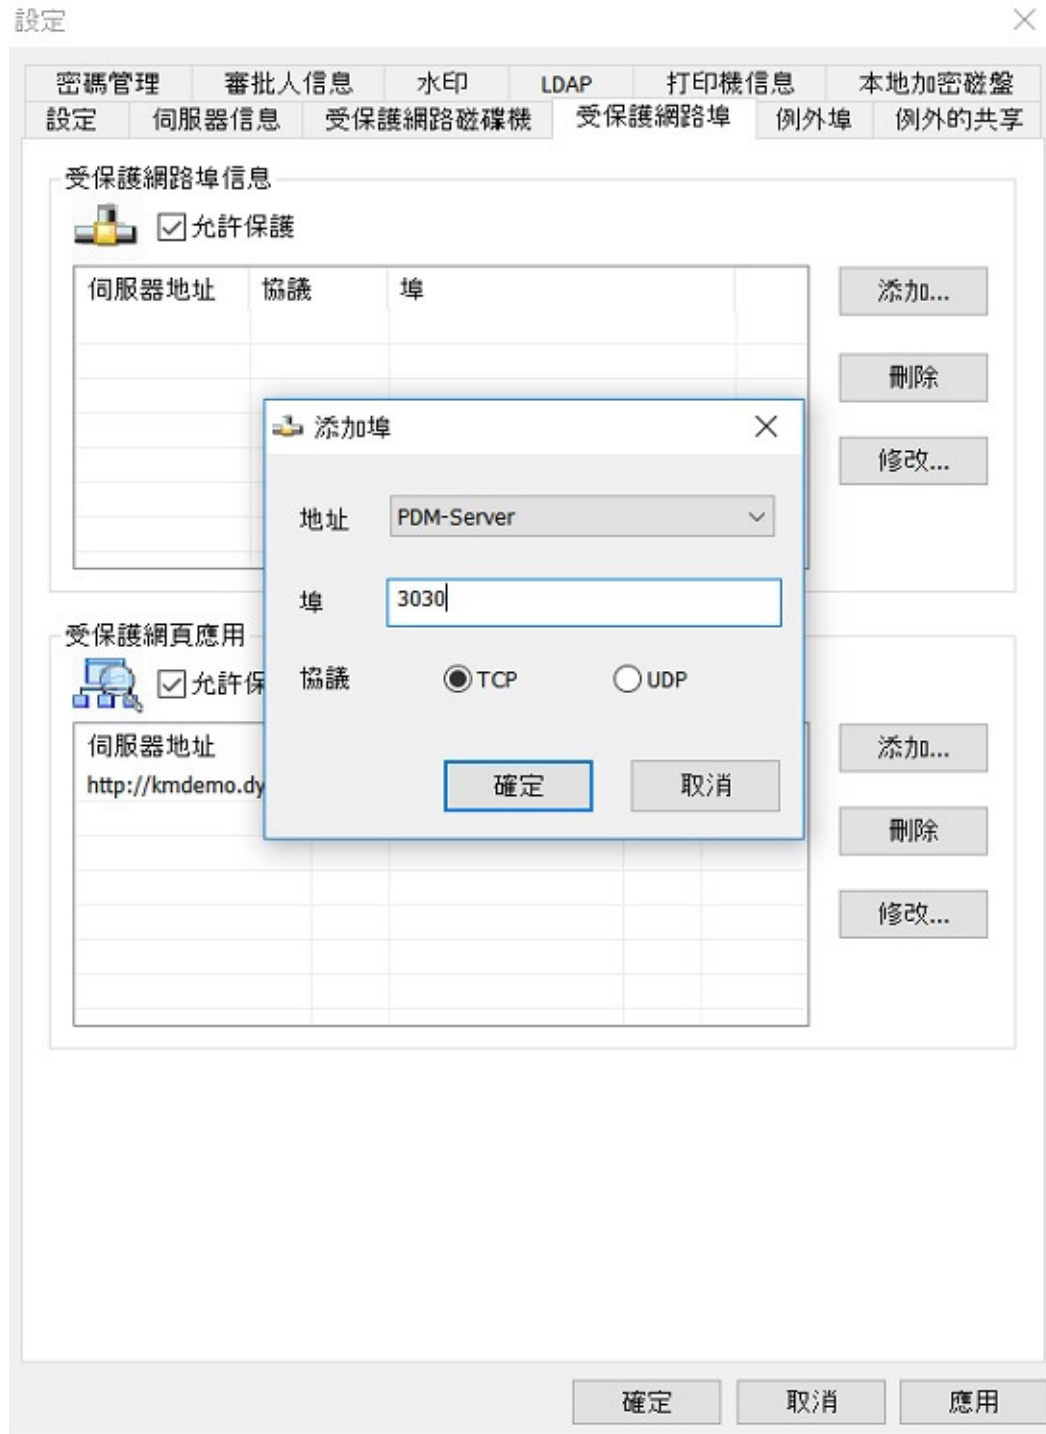 設定
密碼管理 審批人信息 水印 LDAP 打印機信息 本地加密磁盤
設定 伺服器信息 受保護網路磁碟機 受保護網路埠 例外埠 例外的共享
受保護網路埠信息
允許保護
伺服器地址 協議 埠
添加...
刪除
修改...
添加埠
地址 PDM-Server
埠 3030
協議 TCP UDP
確定 取消
受保護網頁應用
允許保
伺服器地址
http://kmdemo.dy
添加...
刪除
修改...
確定 取消 應用